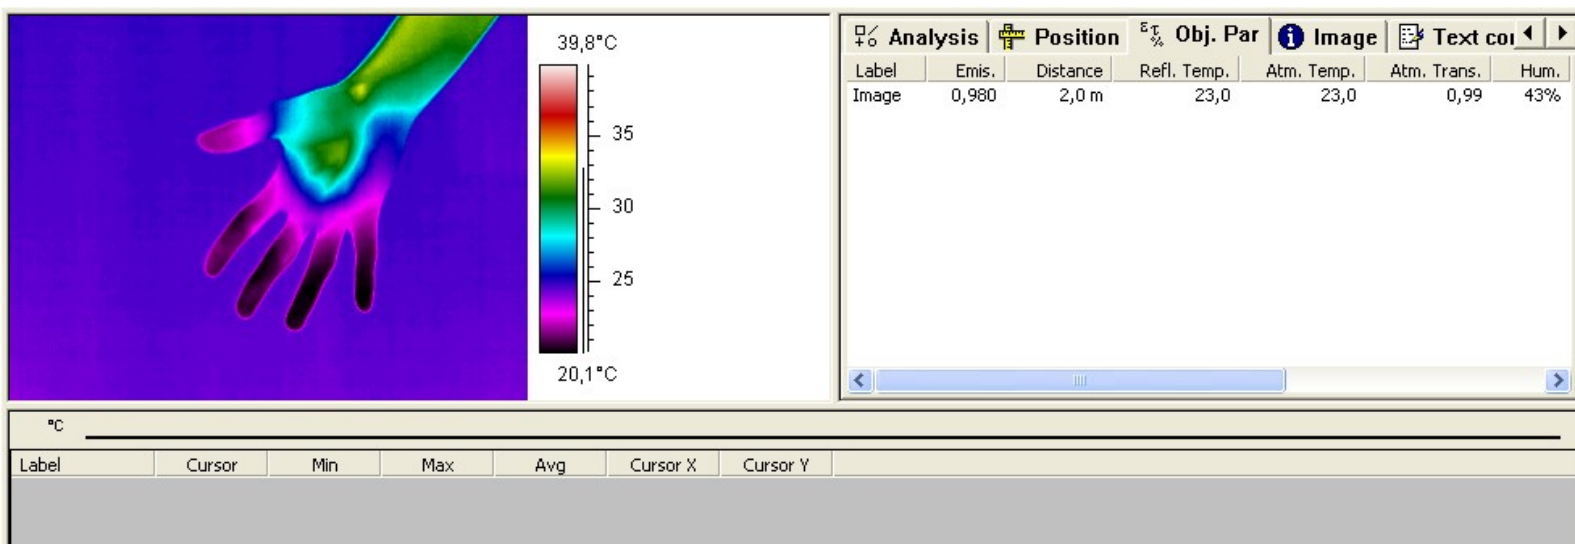 39,8°C
35
30
25
20,1°C
Analysis Position Obj. Par Image Text coi
Label Emis. Distance Refl. Temp. Atm. Temp. Atm. Trans. Hum.
Image 0,980 2,0 m 23,0 23,0 0,99 43%
°C
Label Cursor Min Max Avg Cursor X Cursor Y